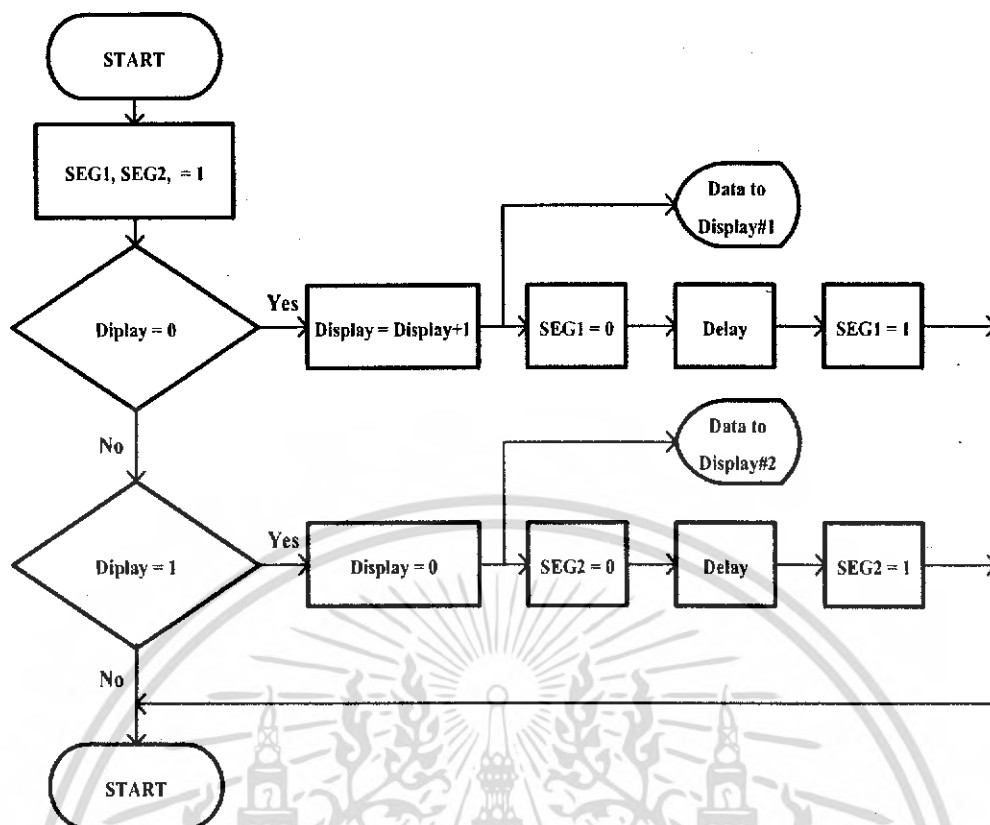 START
SEG1, SEG2, = 1
Data to
Display#1
Diplay = 0
Yes
Display = Display+1
SEG1 = 0
Delay
SEG1 = 1
No
Data to
Display#2
Diplay = 1
Yes
Display = 0
SEG2 = 0
Delay
SEG2 = 1
No
START